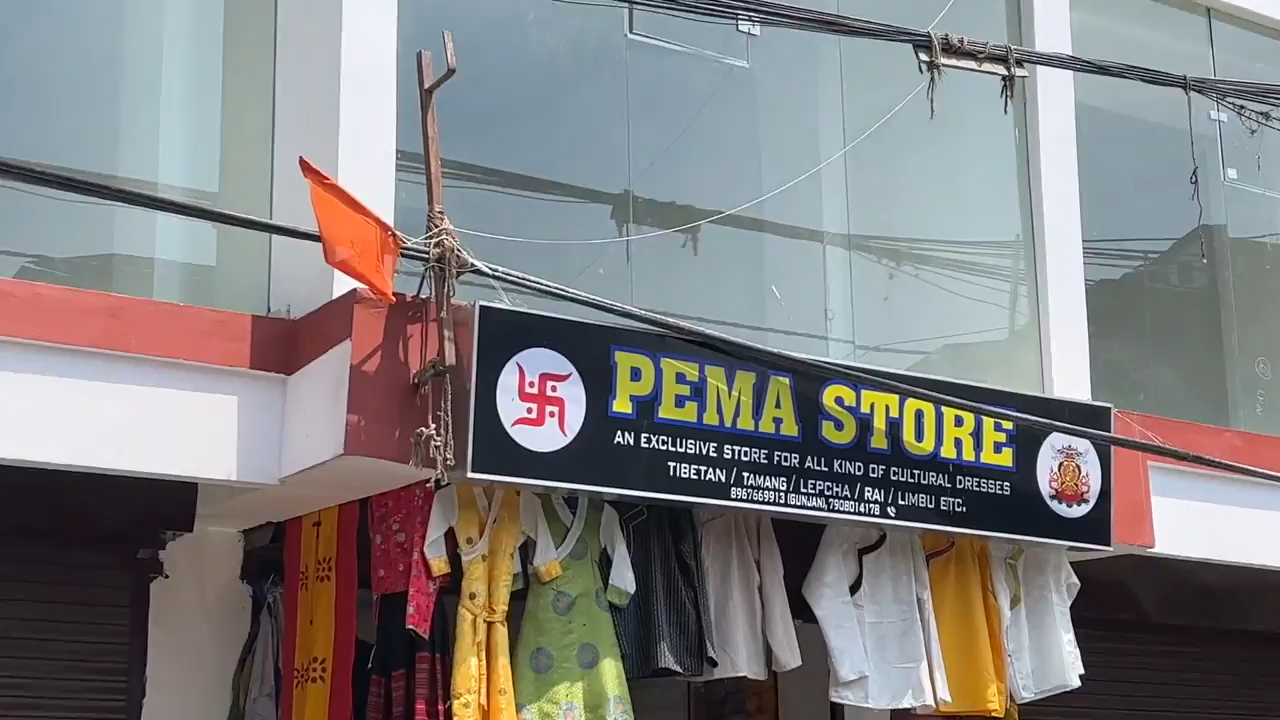 PEMA STORE
AN EXCLUSIVE STORE FOR ALL KIND OF CULTURAL DRESSES
TIBETAN / TAMANG / LEPCHA / RAI / LIMBU ETC.
8967669913 (GUNJAN), 7908014178